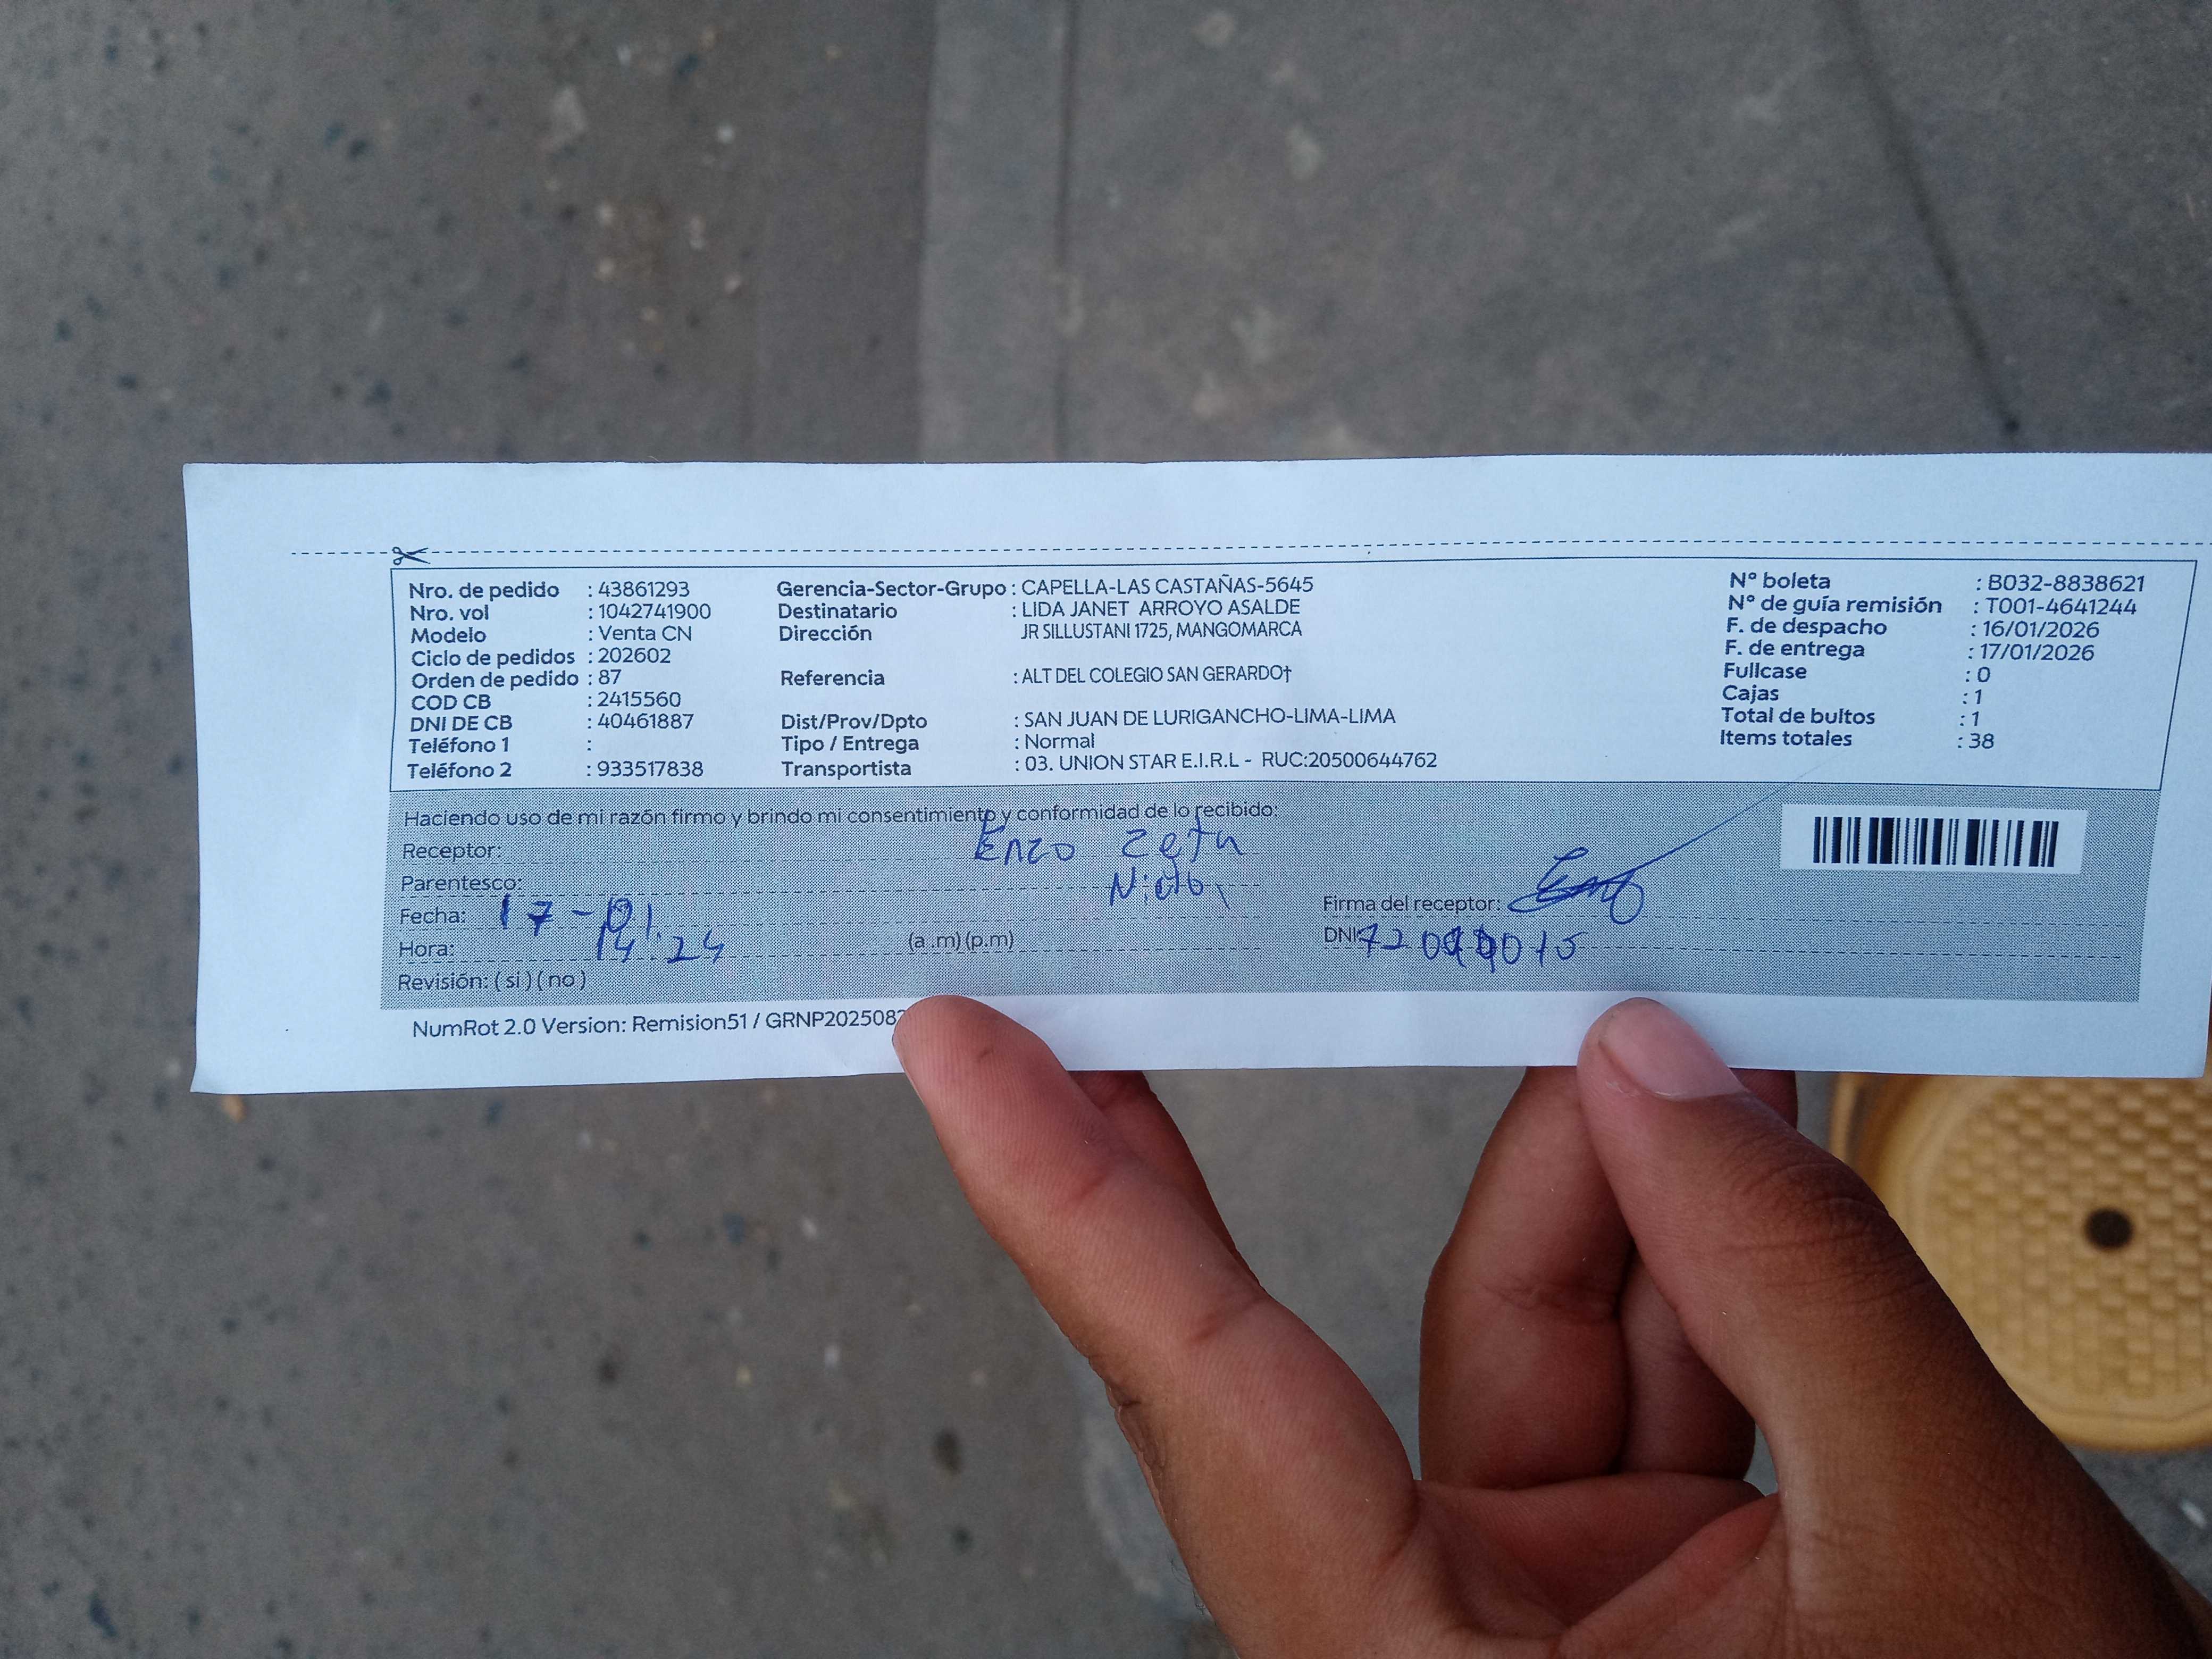 Nro. de pedido : 43861293 Gerencia-Sector-Grupo : CAPELLA-LAS CASTAÑAS-5645 N° boleta : B032-8838621
Nro. vol : 1042741900 Destinatario : LIDA JANET ARROYO ASALDE N° de guía remisión : T001-4641244
Modelo : Venta CN Dirección JR SILLUSTANI 1725, MANGOMARCA F. de despacho : 16/01/2026
Ciclo de pedidos : 202602 F. de entrega : 17/01/2026
Orden de pedido : 87 Referencia : ALT DEL COLEGIO SAN GERARDO† Fullcase : 0
COD CB : 2415560 Cajas : 1
DNI DE CB : 40461887 Dist/Prov/Dpto : SAN JUAN DE LURIGANCHO-LIMA-LIMA Total de bultos : 1
Teléfono 1 : Tipo / Entrega : Normal Items totales : 38
Teléfono 2 : 933517838 Transportista : 03. UNION STAR E.I.R.L - RUC:20500644762
Haciendo uso de mi razón firmo y brindo mi consentimiento y conformidad de lo recibido:
Receptor: Enzo
Parentesco:
Fecha: 17-01 Firma del receptor:
Hora: 14:24 (a .m) (p.m) DNI:
Revisión: ( si ) ( no )
NumRot 2.0 Version: Remision51 / GRNP202508